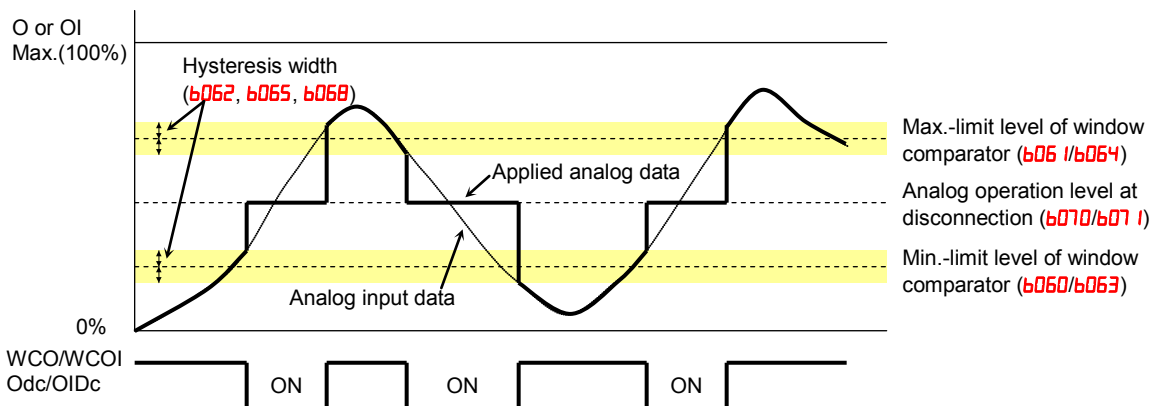 O or OI
Max.(100%)
Hysteresis width
(b062, b065, b068)
Max.-limit level of window
comparator (b061/b064)
Applied analog data
Analog operation level at
disconnection (b070/b071)
Min.-limit level of window
comparator (b060/b063)
Analog input data
0%
WCO/WCOI
Odc/OIDc
ON
ON
ON